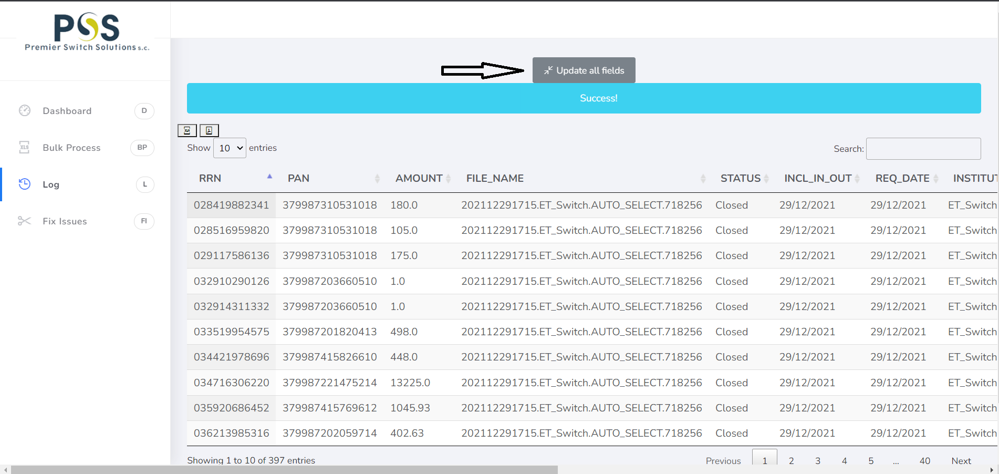 PSS
Premier Switch Solutions s.c.
Update all fields
Success!
Dashboard D
Bulk Process BP
Log L
Fix Issues FI
XLS
XLS
Show 10 entries
Search:
RRN PAN AMOUNT FILE_NAME STATUS INCL_IN_OUT REQ_DATE INSTITUT
028419882341 379987310531018 180.0 202112291715.ET_Switch.AUTO_SELECT.718256 Closed 29/12/2021 29/12/2021 ET_Switch
028516959820 379987310531018 105.0 202112291715.ET_Switch.AUTO_SELECT.718256 Closed 29/12/2021 29/12/2021 ET_Switch
029117586136 379987310531018 175.0 202112291715.ET_Switch.AUTO_SELECT.718256 Closed 29/12/2021 29/12/2021 ET_Switch
032910290126 379987203660510 1.0 202112291715.ET_Switch.AUTO_SELECT.718256 Closed 29/12/2021 29/12/2021 ET_Switch
032914311332 379987203660510 1.0 202112291715.ET_Switch.AUTO_SELECT.718256 Closed 29/12/2021 29/12/2021 ET_Switch
033519954575 379987201820413 498.0 202112291715.ET_Switch.AUTO_SELECT.718256 Closed 29/12/2021 29/12/2021 ET_Switch
034421978696 379987415826610 448.0 202112291715.ET_Switch.AUTO_SELECT.718256 Closed 29/12/2021 29/12/2021 ET_Switch
034716306220 379987221475214 13225.0 202112291715.ET_Switch.AUTO_SELECT.718256 Closed 29/12/2021 29/12/2021 ET_Switch
035920686452 379987415769612 1045.93 202112291715.ET_Switch.AUTO_SELECT.718256 Closed 29/12/2021 29/12/2021 ET_Switch
036213985316 379987202059714 402.63 202112291715.ET_Switch.AUTO_SELECT.718256 Closed 29/12/2021 29/12/2021 ET_Switch
Showing 1 to 10 of 397 entries
Previous 1 2 3 4 5 ... 40 Next